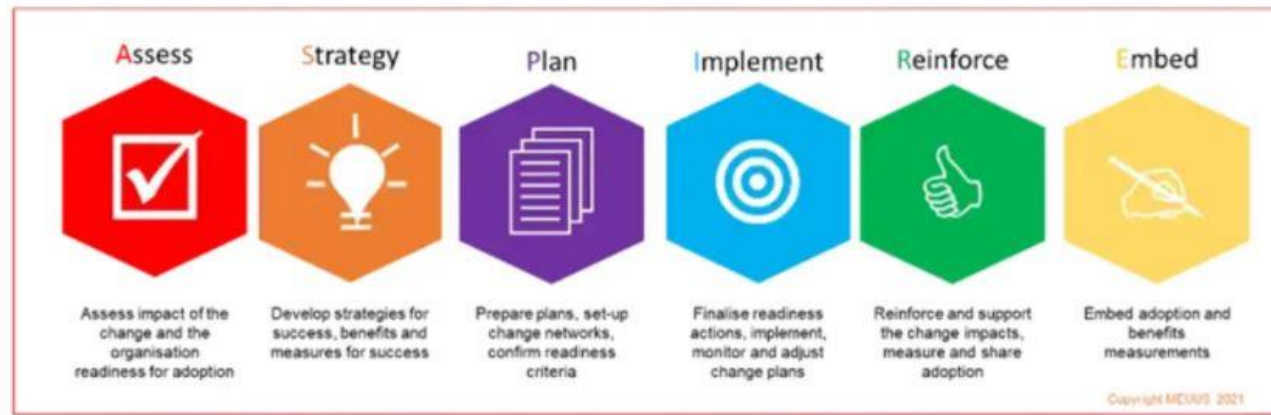 Assess
Strategy
Plan
Implement
Reinforce
Embed
Assess impact of the
change and the
organisation
readiness for adoption
Develop strategies for
success, benefits and
measures for success
Prepare plans, set-up
change networks,
confirm readiness
criteria
Finalise readiness
actions, implement,
monitor and adjust
change plans
Reinforce and support
the change impacts,
measure and share
adoption
Embed adoption and
benefits
measurements
Copyright MEUUS 2021